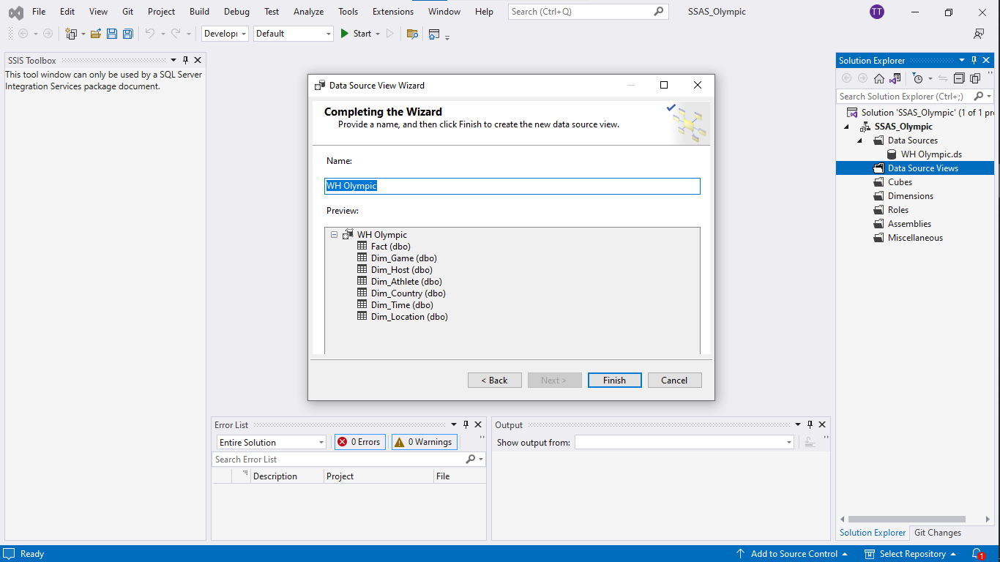 File Edit View Git Project Build Debug Test Analyze Tools Extensions Window Help Search (Ctrl+Q) SSAS_Olympic TT
Developı Default Start
SSIS Toolbox
This tool window can only be used by a SQL Server
Integration Services package document.
Data Source View Wizard
Completing the Wizard
Provide a name, and then click Finish to create the new data source view.
Name:
WH Olympic
Preview:
WH Olympic
Fact (dbo)
Dim_Game (dbo)
Dim_Host (dbo)
Dim_Athlete (dbo)
Dim_Country (dbo)
Dim_Time (dbo)
Dim_Location (dbo)
< Back Next > Finish Cancel
Solution Explorer
Search Solution Explorer (Ctrl+;)
Solution 'SSAS_Olympic' (1 of 1 pr
SSAS_Olympic
Data Sources
WH Olympic.ds
Data Source Views
Cubes
Dimensions
Roles
Assemblies
Miscellaneous
Solution Explorer Git Changes
Error List
Entire Solution 0 Errors 0 Warnings
Search Error List
Description Project File
Output
Show output from:
Ready Add to Source Control Select Repository 1